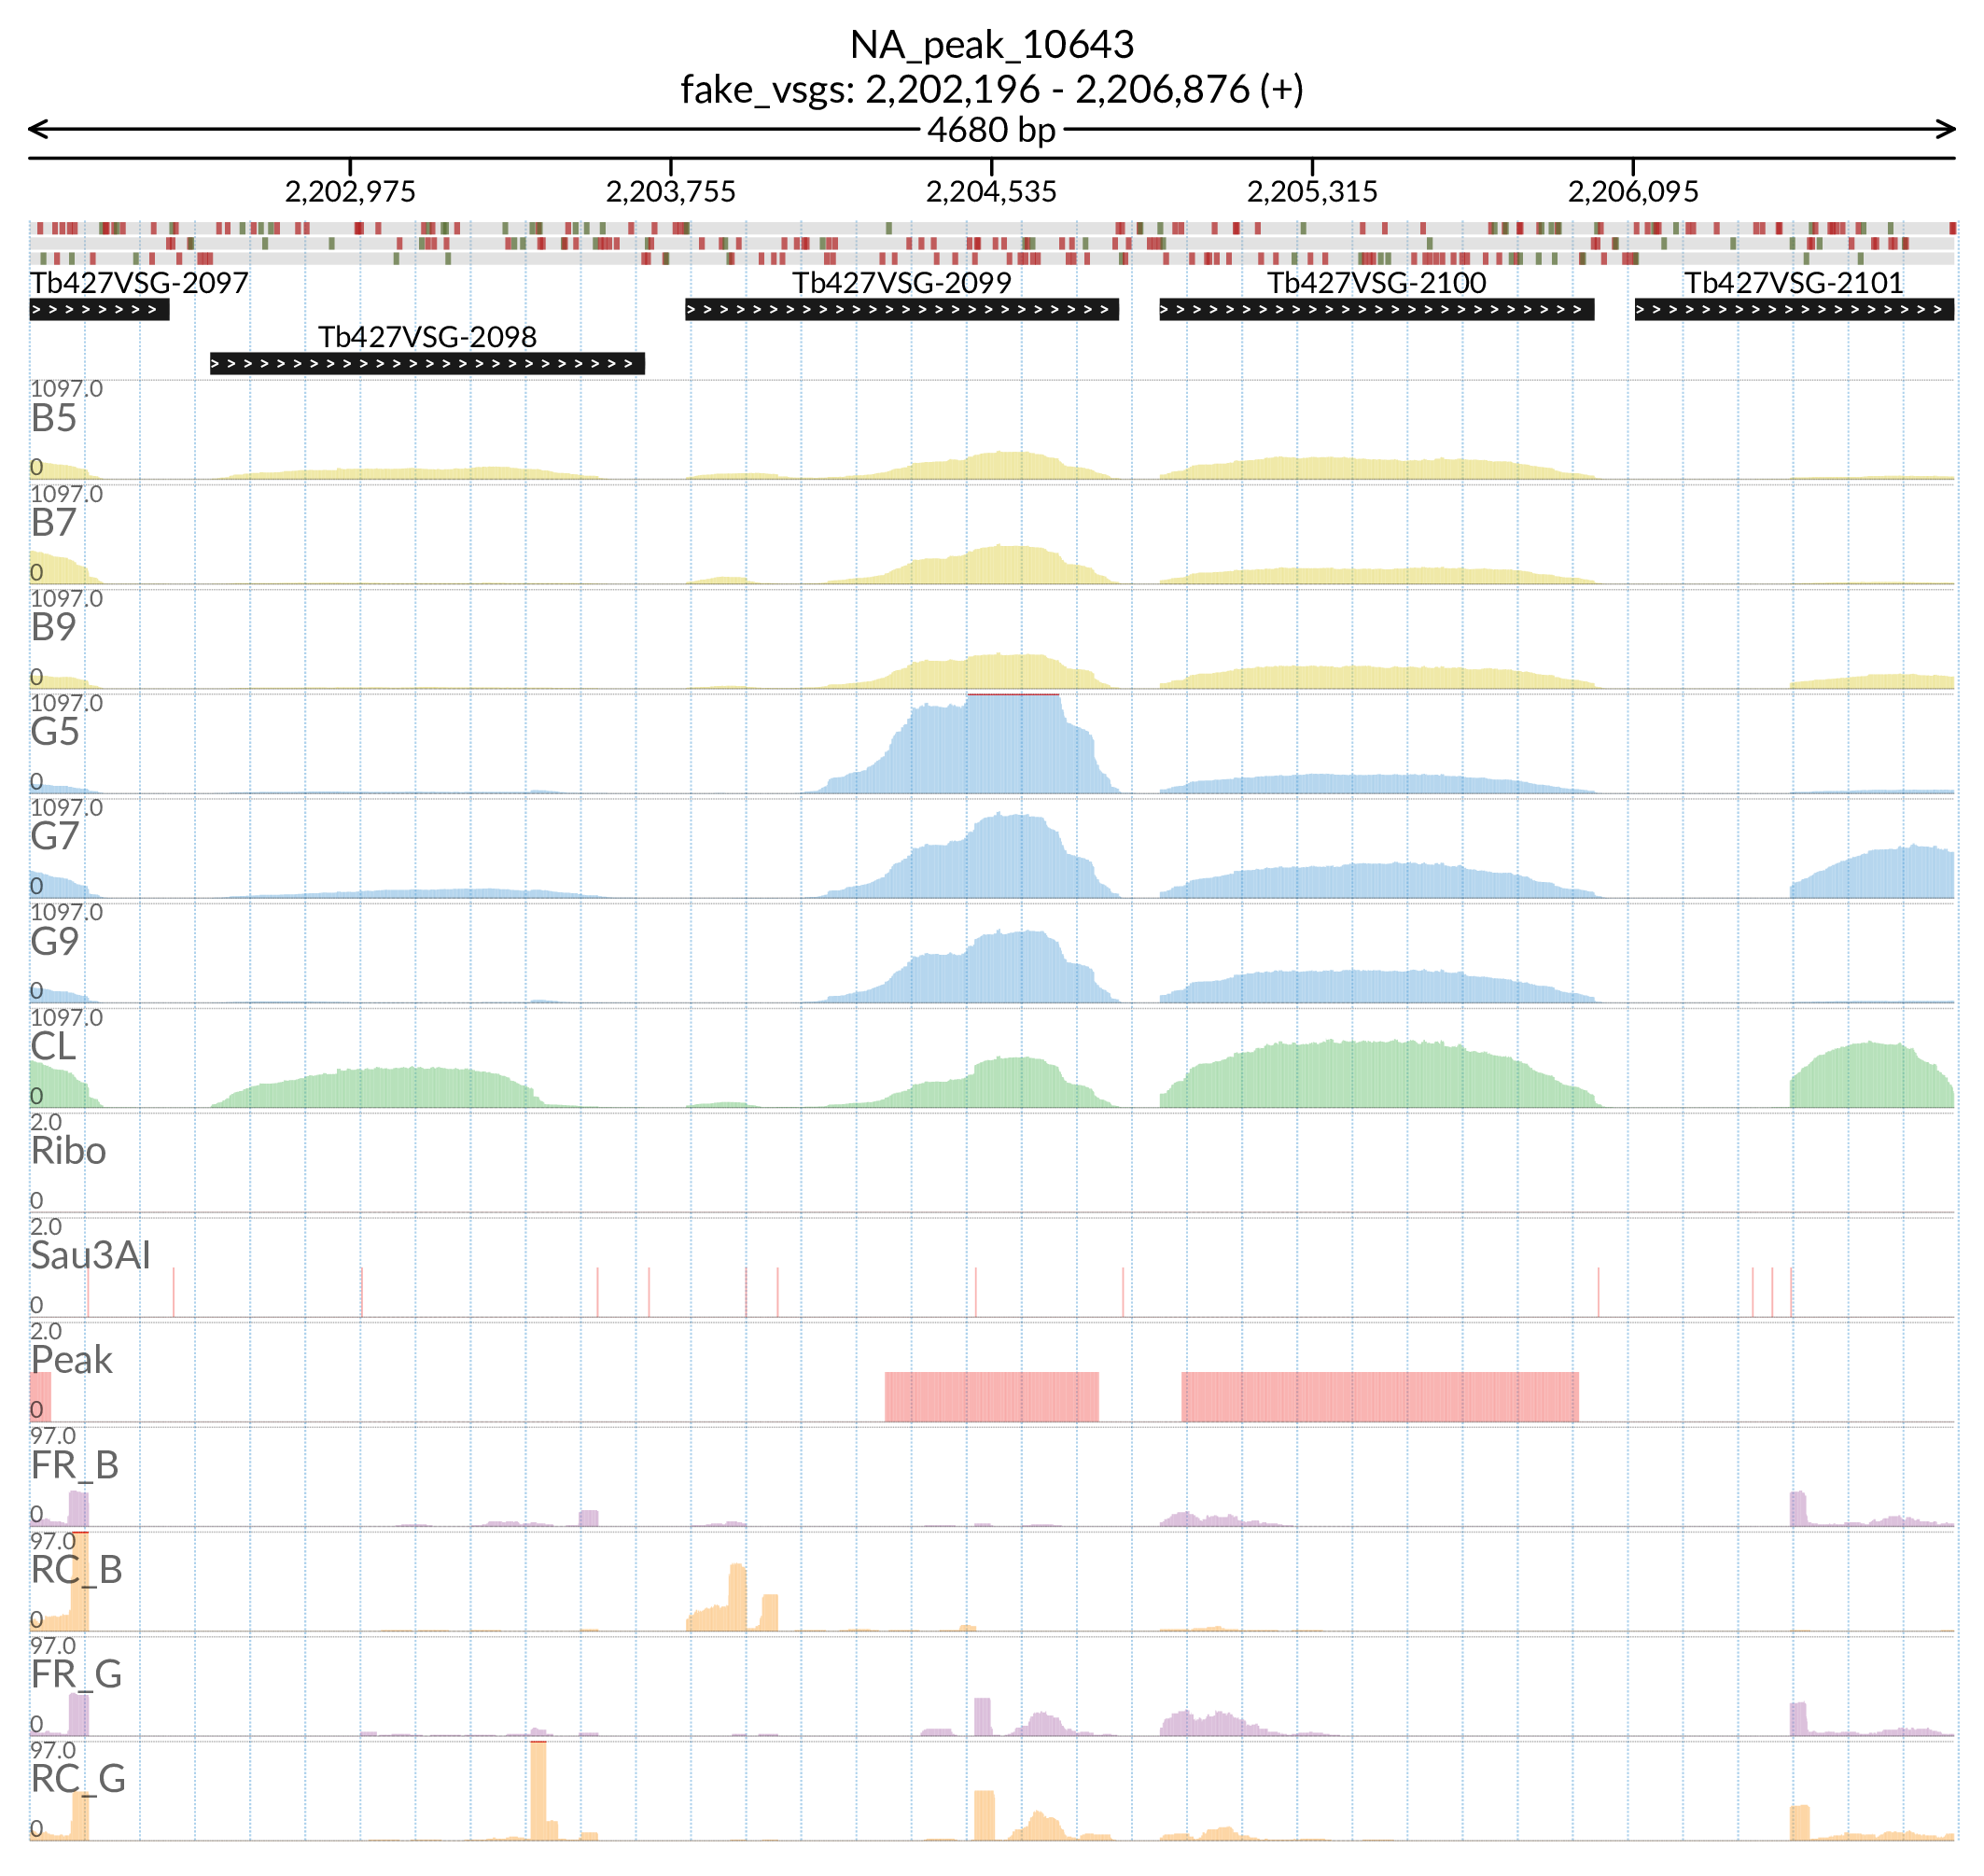 NA_peak_10643
fake_vsgs: 2,202,196 - 2,206,876 (+)
4680 bp
2,202,975 2,203,755 2,204,535 2,205,315 2,206,095
Tb427VSG-2097 Tb427VSG-2099 Tb427VSG-2100 Tb427VSG-2101
Tb427VSG-2098
1097.0
B5
0
1097.0
B7
0
1097.0
B9
0
1097.0
G5
0
1097.0
G7
0
1097.0
G9
0
1097.0
CL
0
2.0
Ribo
0
2.0
Sau3AI
0
2.0
Peak
0
97.0
FR_B
0
97.0
RC_B
0
97.0
FR_G
0
97.0
RC_G
0